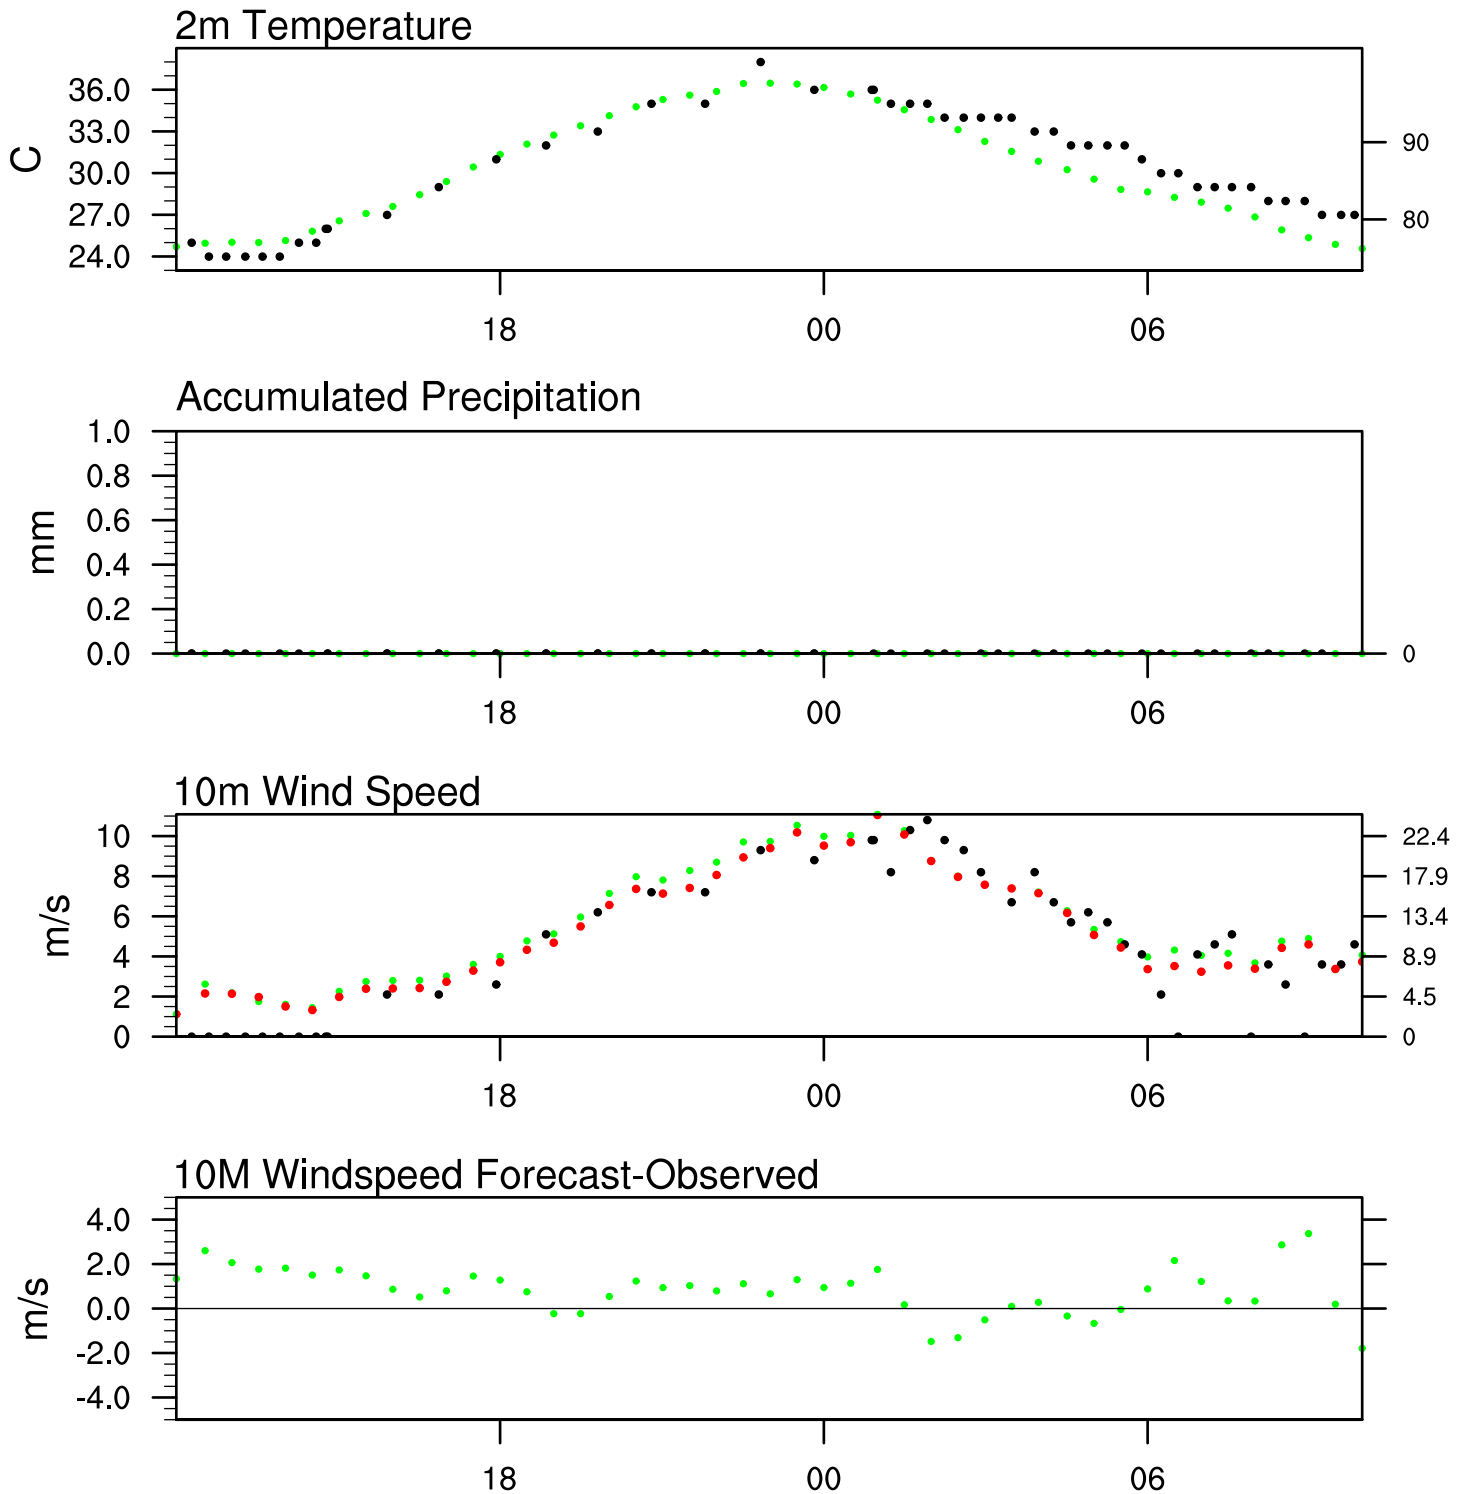 2m Temperature
36.0
33.0
30.0
27.0
24.0
C
90
80
18 00 06
Accumulated Precipitation
1.0
0.8
0.6
0.4
0.2
0.0
mm
0
18 00 06
10m Wind Speed
10
8
6
4
2
0
m/s
22.4
17.9
13.4
8.9
4.5
0
18 00 06
10M Windspeed Forecast-Observed
4.0
2.0
0.0
-2.0
-4.0
m/s
18 00 06